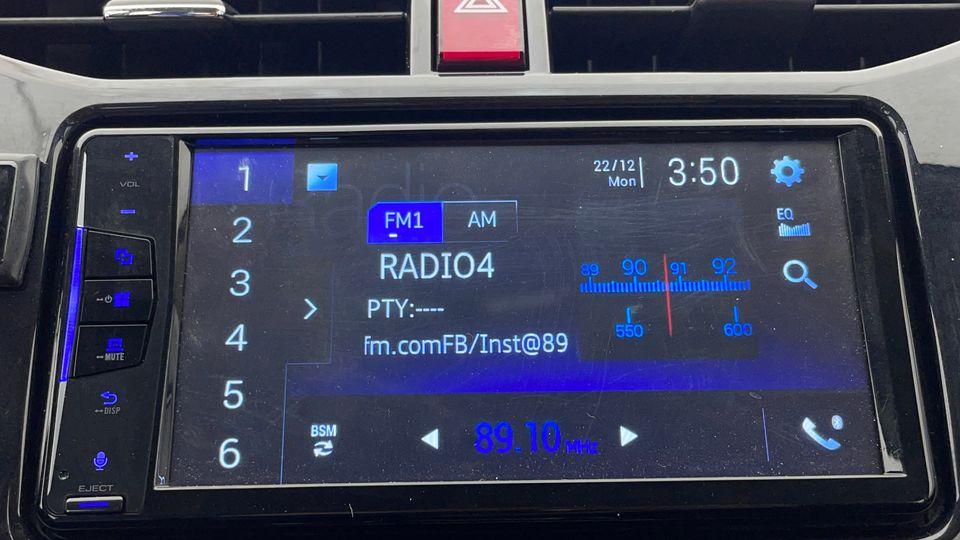 VOL
MUTE
DISP
EJECT
1
2
3
4
5
6
22/12
Mon
3:50
FM1
AM
EQ
RADIO4
PTY:----
fm.comFB/Inst@89
89 90 91 92
550 600
BSM
89.10 MHz